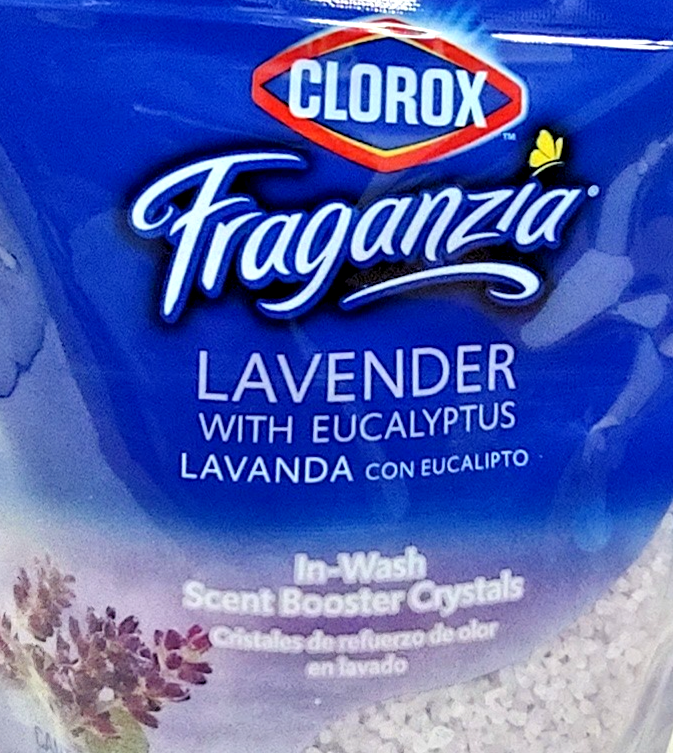 CLOROX
™
Fraganzia
LAVENDER
WITH EUCALYPTUS
LAVANDA CON EUCALIPTO
In-Wash
Scent Booster Crystals
Cristales de refuerzo de olor
en lavado